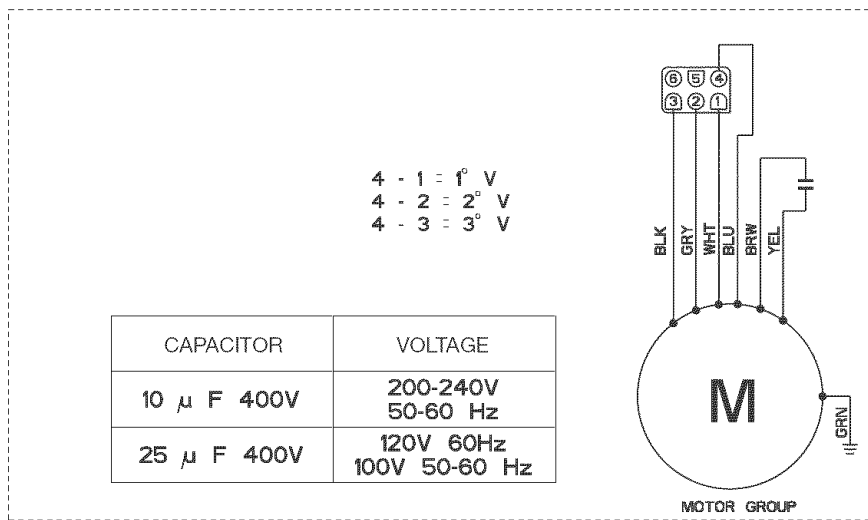 6 5 4
3 2 1
4 - 1 = 1° V
4 - 2 = 2° V
4 - 3 = 3° V
BLK
GRY
WHT
BLU
BRW
YEL
CAPACITOR VOLTAGE
10 μ F 400V
200-240V
50-60 Hz
25 μ F 400V
120V 60Hz
100V 50-60 Hz
M
GRN
MOTOR GROUP